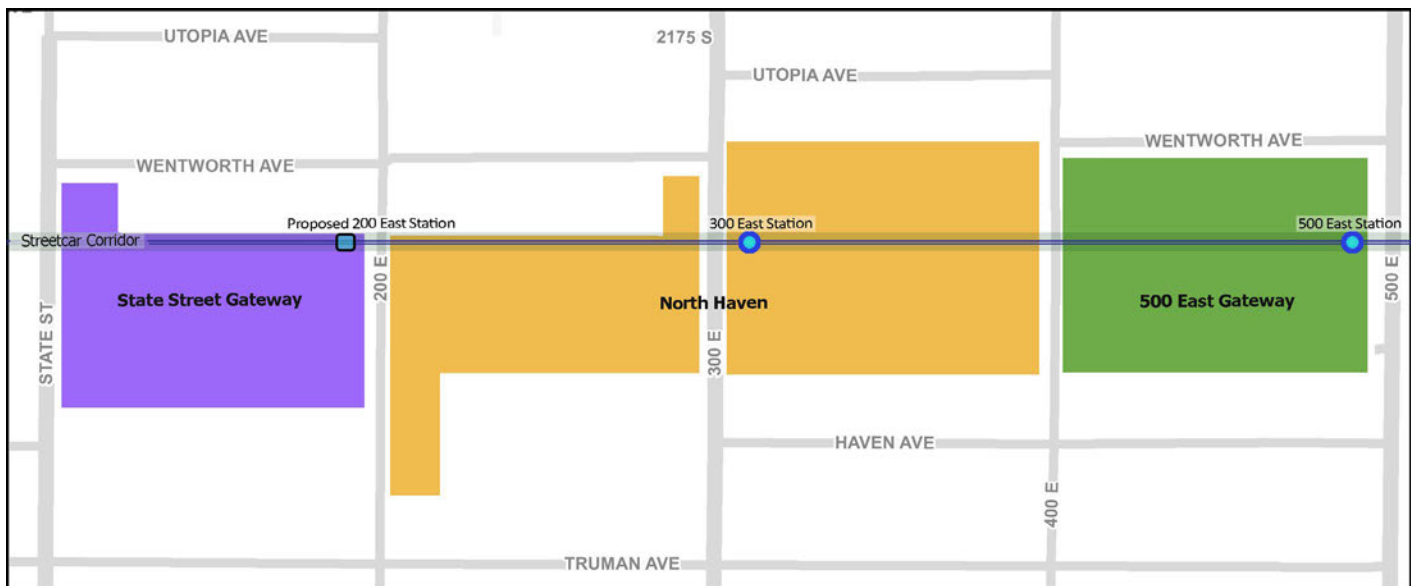 UTOPIA AVE
2175 S
UTOPIA AVE
WENTWORTH AVE
WENTWORTH AVE
Proposed 200 East Station
300 East Station
500 East Station
Streetcar Corridor
200 E
500 E
State Street Gateway
North Haven
500 East Gateway
STATE ST
300 E
HAVEN AVE
400 E
TRUMAN AVE